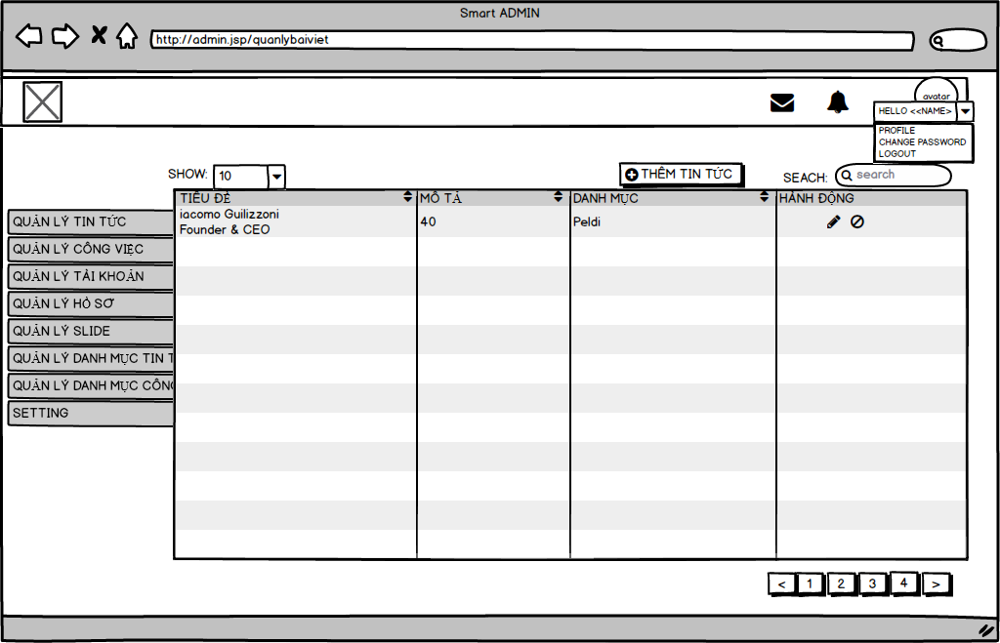 Smart ADMIN
http://admin.jsp/quanlybaiviet
avatar
HELLO <<NAME>
PROFILE
CHANGE PASSWORD
LOGOUT
SHOW:
10
THÊM TIN TỨC
SEACH:
search
TIÊU ĐỀ
MÔ TẢ
DANH MỤC
HÀNH ĐỘNG
iacomo Guilizzoni
Founder & CEO
40
Peldi
QUẢN LÝ TIN TỨC
QUẢN LÝ CÔNG VIỆC
QUẢN LÝ TÀI KHOẢN
QUẢN LÝ HỒ SƠ
QUẢN LÝ SLIDE
QUẢN LÝ DANH MỤC TIN T
QUẢN LÝ DANH MỤC CÔNG
SETTING
< 1 2 3 4 >